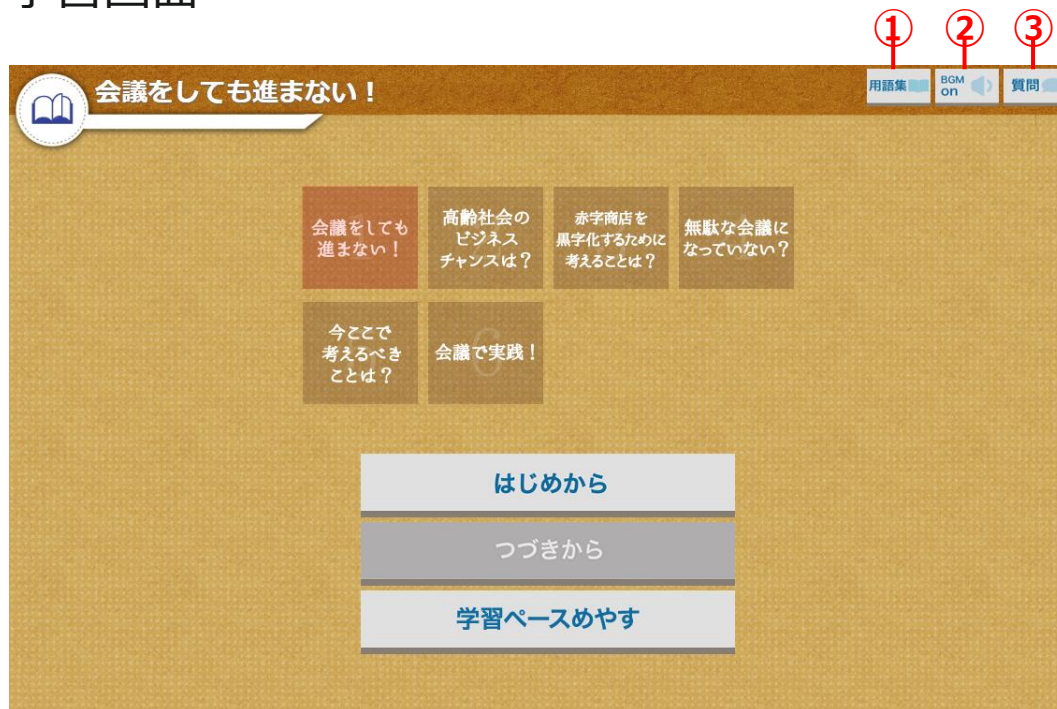 学習画面
① ② ③
会議をしても進まない！
用語集
BGM
on
質問
会議をしても
進まない！
高齢社会の
ビジネス
チャンスは？
赤字商店を
黒字化するために
考えることは？
無駄な会議に
なっていない？
今ここで
考えるべき
ことは？
会議で実践！
はじめから
つづきから
学習ペースめやす